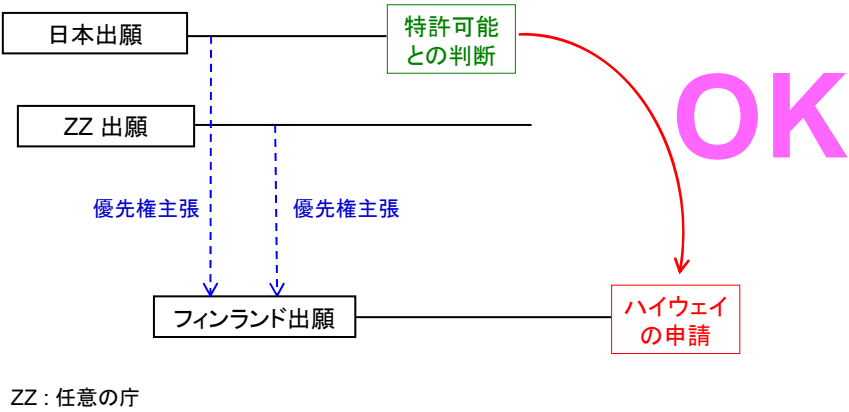 日本出願
特許可能
との判断
OK
ZZ 出願
優先権主張
優先権主張
フィンランド出願
ハイウェイ
の申請
ZZ : 任意の庁